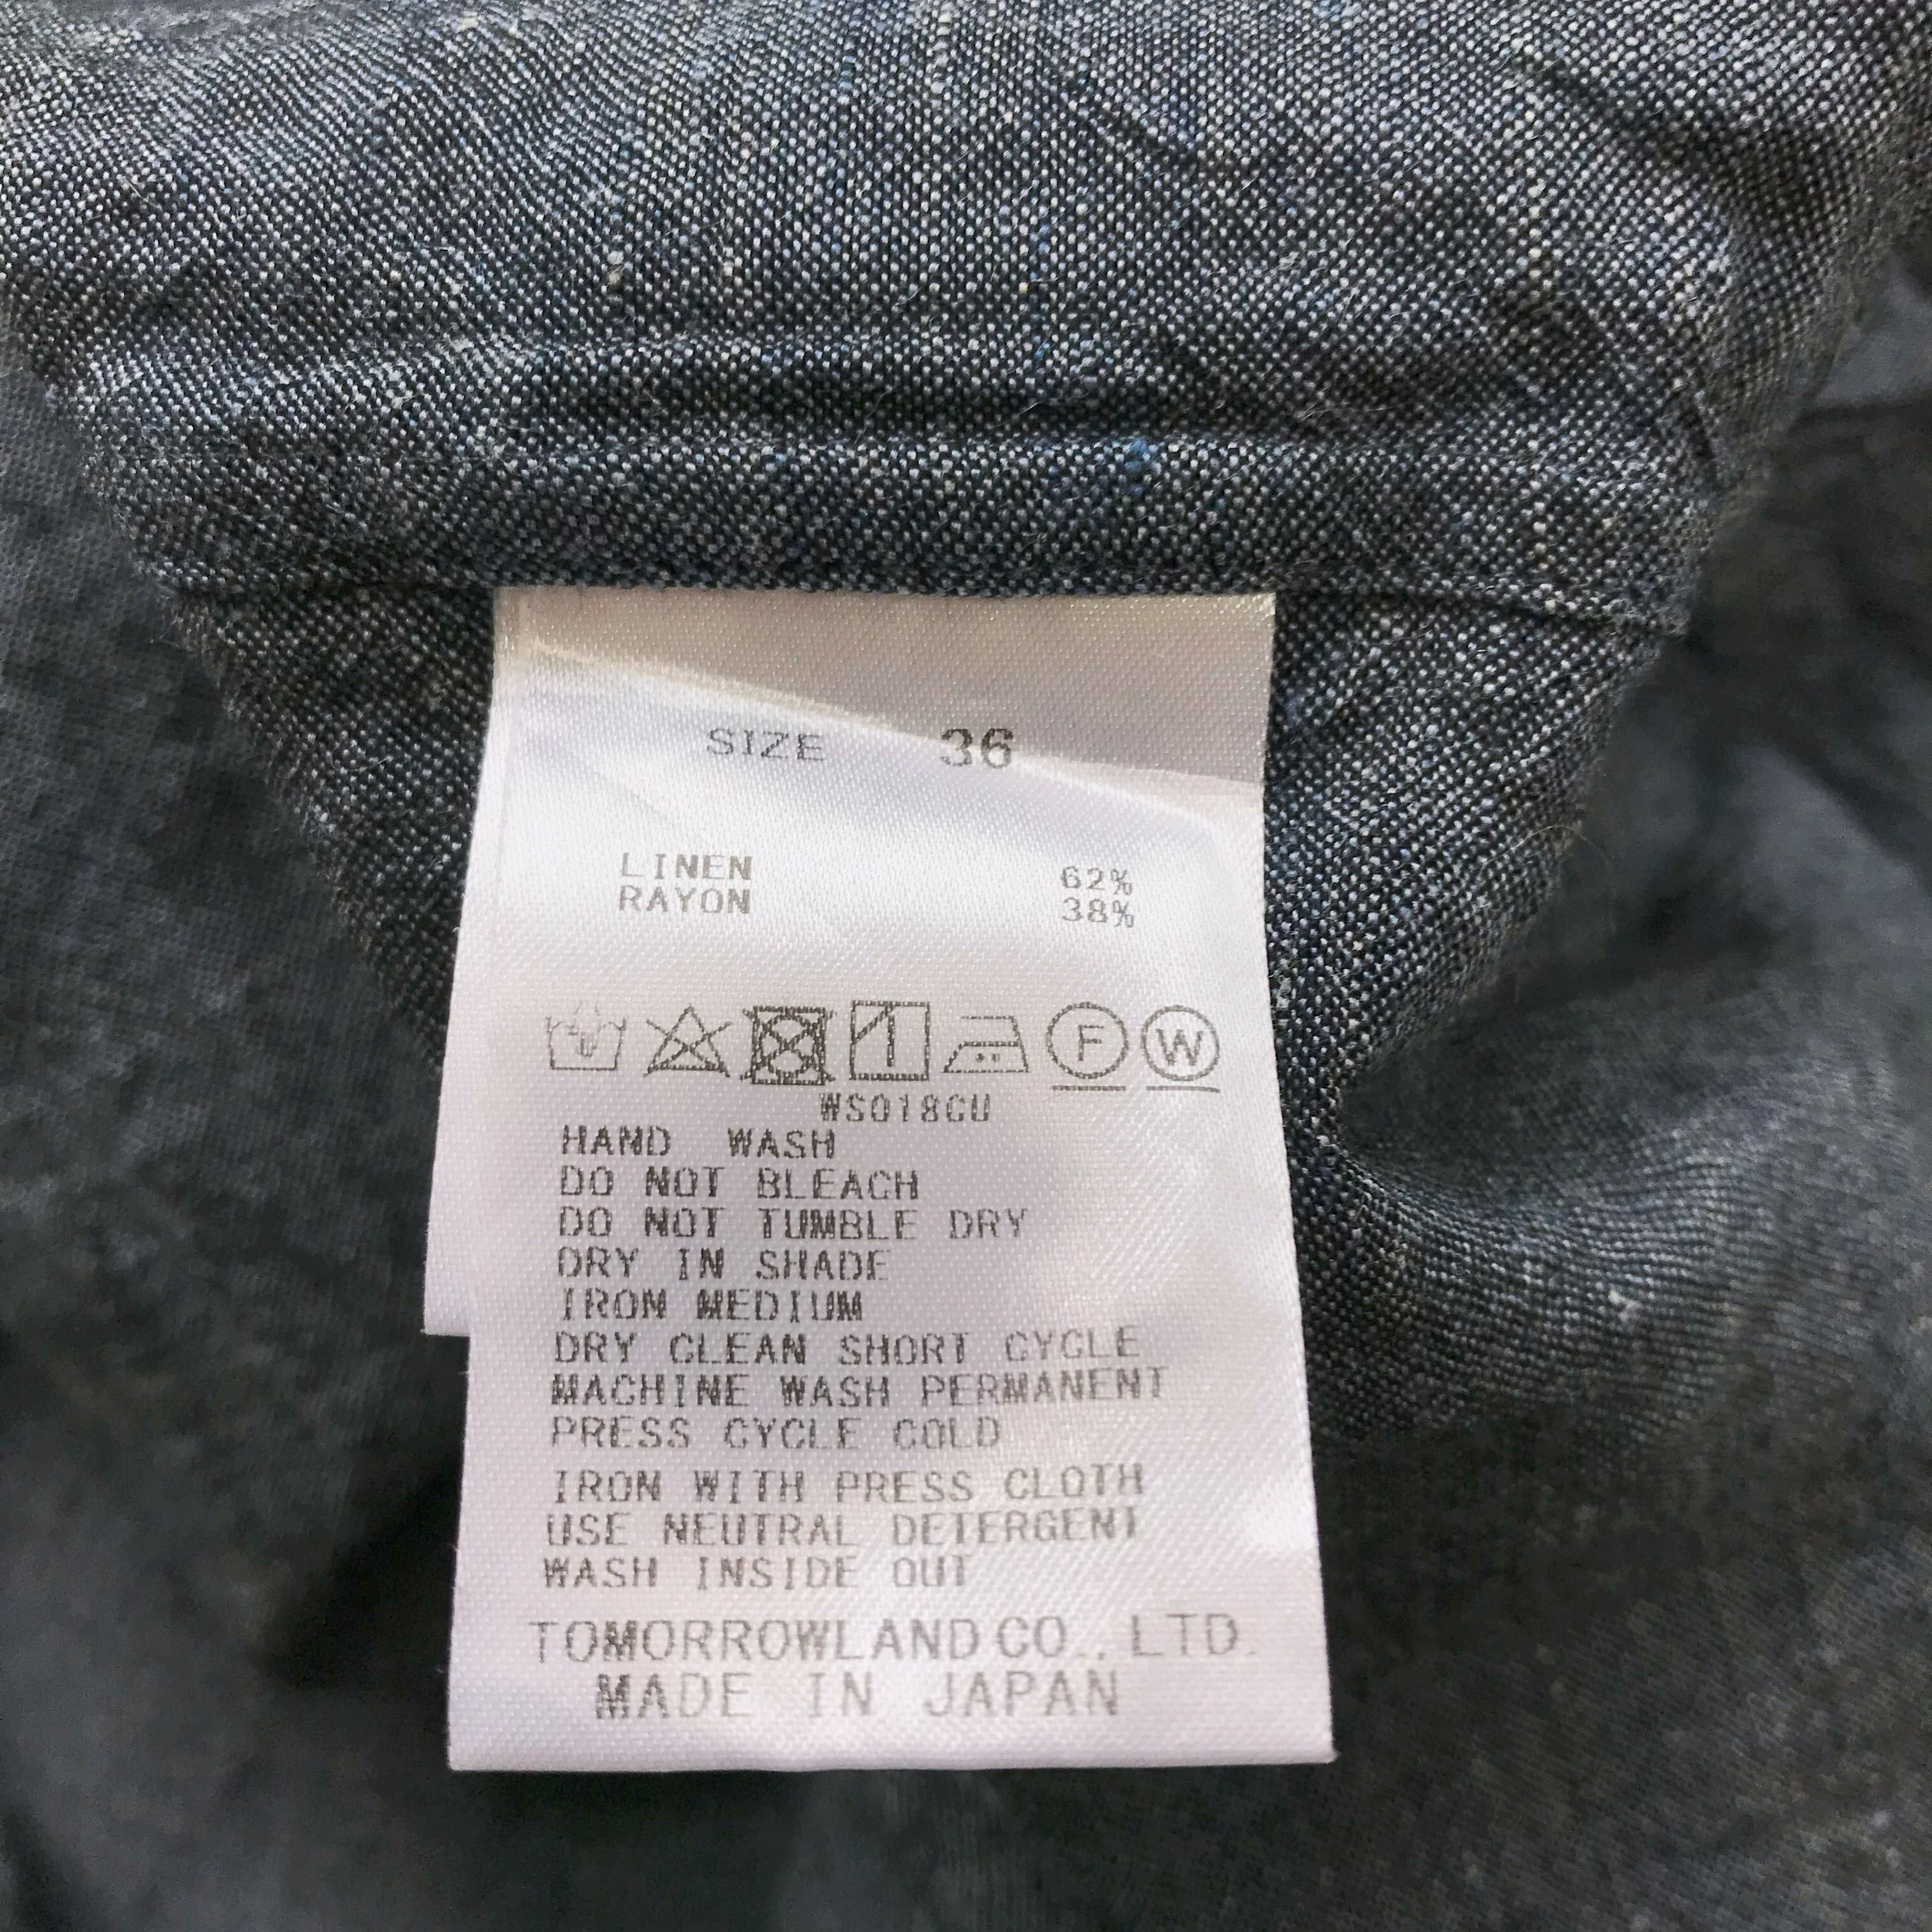 SIZE 36
LINEN 62%
RAYON 38%
F W
WS018CU
HAND WASH
DO NOT BLEACH
DO NOT TUMBLE DRY
DRY IN SHADE
IRON MEDIUM
DRY CLEAN SHORT CYCLE
MACHINE WASH PERMANENT
PRESS CYCLE COLD
IRON WITH PRESS CLOTH
USE NEUTRAL DETERGENT
WASH INSIDE OUT
TOMORROWLAND CO., LTD.
MADE IN JAPAN